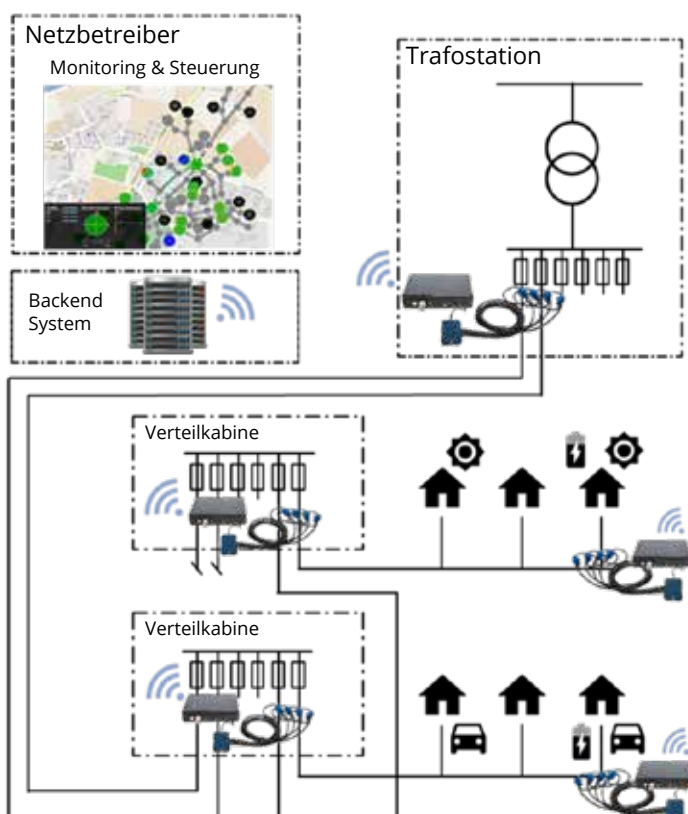 Netzbetreiber
Monitoring & Steuerung
Trafostation
Backend
System
Verteilkabine
Verteilkabine